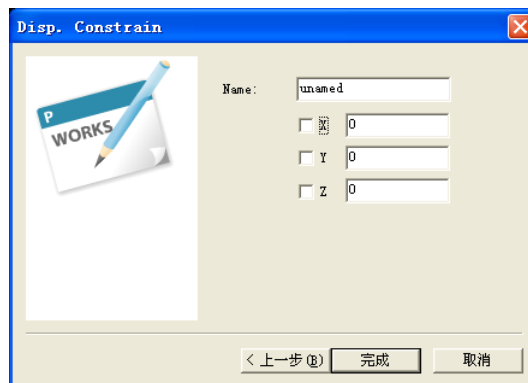 Disp. Constrain
P
WORKS
Name: unamed
X 0
Y 0
Z 0
< 上一步(B) 完成 取消